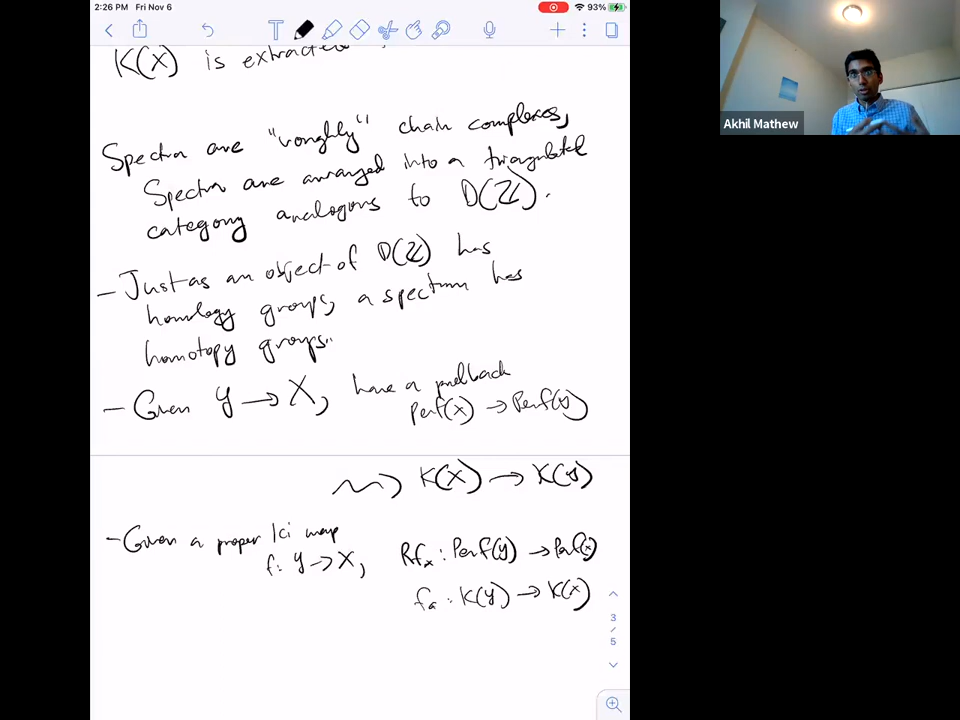 2:26 PM Fri Nov 6
93%
K(X) is extracted
Spectra are "roughly" chain complexes,
Spectra are arranged into a triangulated
category analogous to D(ℤ).
- Just as an object of D(ℤ) has
homology groups, a spectrum has
homotopy groups.
- Given Y → X, have a pullback
Perf(X) → Perf(Y)
⇝ K(X) → K(Y)
- Given a proper lci map
f: Y → X, Rf_* : Perf(Y) → Perf(X)
f_* : K(Y) → K(X)
3
/
5
Akhil Mathew